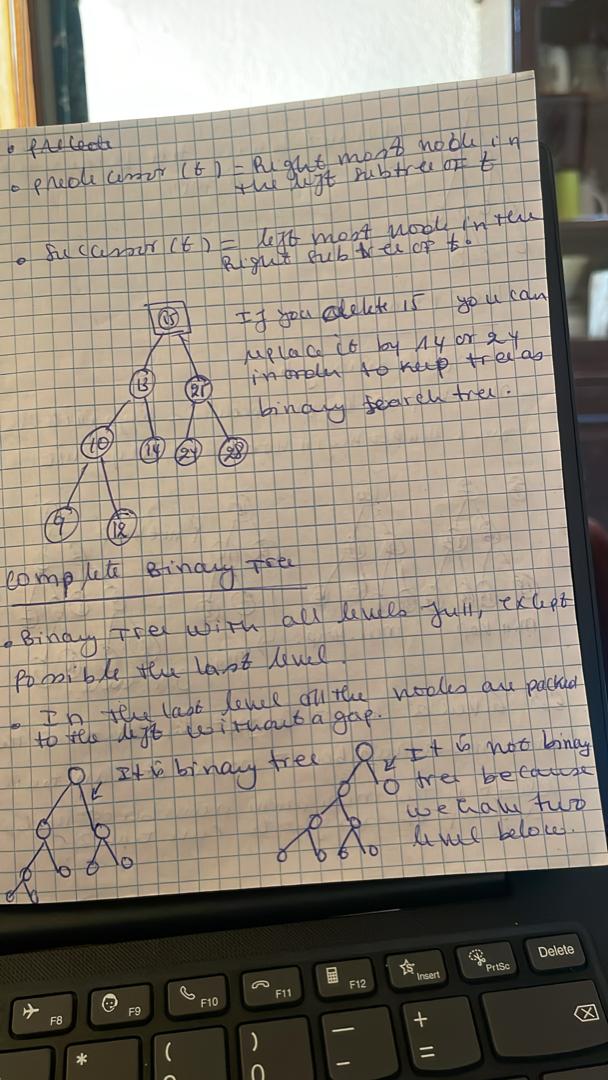 • predecessor (t) = Right most node in
the left subtree of t
• Successor (t) = left most node in the
Right subtree of t.
15
If you delete 15 you can
replace it by 14 or 24
in order to keep tree as
binary search tree.
13
10
14
24
28
9
12
Complete Binary Tree
• Binary Tree with all levels full, except
Possible the last level.
• In the last level all the nodes are packed
to the left without a gap.
It is binary tree
It is not binary
tree because
we have two
level below.
F8
F9
F10
F11
F12
Insert
PrtSc
Delete
*
(
)
0
—
-
+
=